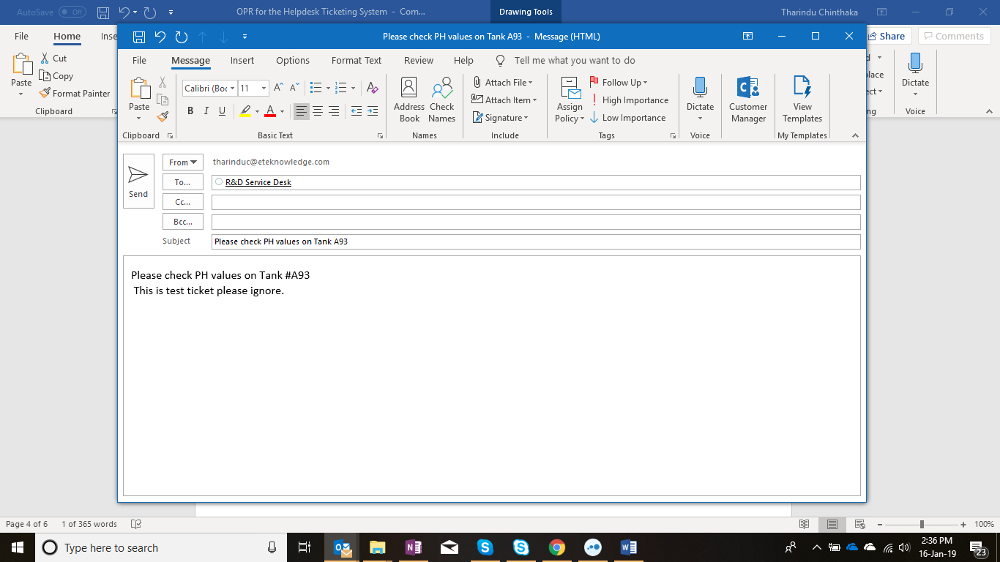 AutoSave Off OPR for the Helpdesk Ticketing System - Com... Drawing Tools Tharindu Chinthaka
File Home Inse Share Comments
Paste Cut
Copy
Format Painter
Clipboard
Dictate
Voice
Please check PH values on Tank A93 - Message (HTML)
File Message Insert Options Format Text Review Help Tell me what you want to do
Paste
Clipboard
Calibri (Boc 11
B I U A
Basic Text
Address Book
Check Names
Names
Attach File
Attach Item
Signature
Include
Assign Policy
Follow Up
High Importance
Low Importance
Tags
Dictate
Voice
Customer Manager
View Templates
My Templates
Send
From tharinduc@eteknowledge.com
To... R&D Service Desk
Cc...
Bcc...
Subject Please check PH values on Tank A93
Please check PH values on Tank #A93
This is test ticket please ignore.
Page 4 of 6 1 of 365 words 100%
Type here to search
2:36 PM
16-Jan-19
23